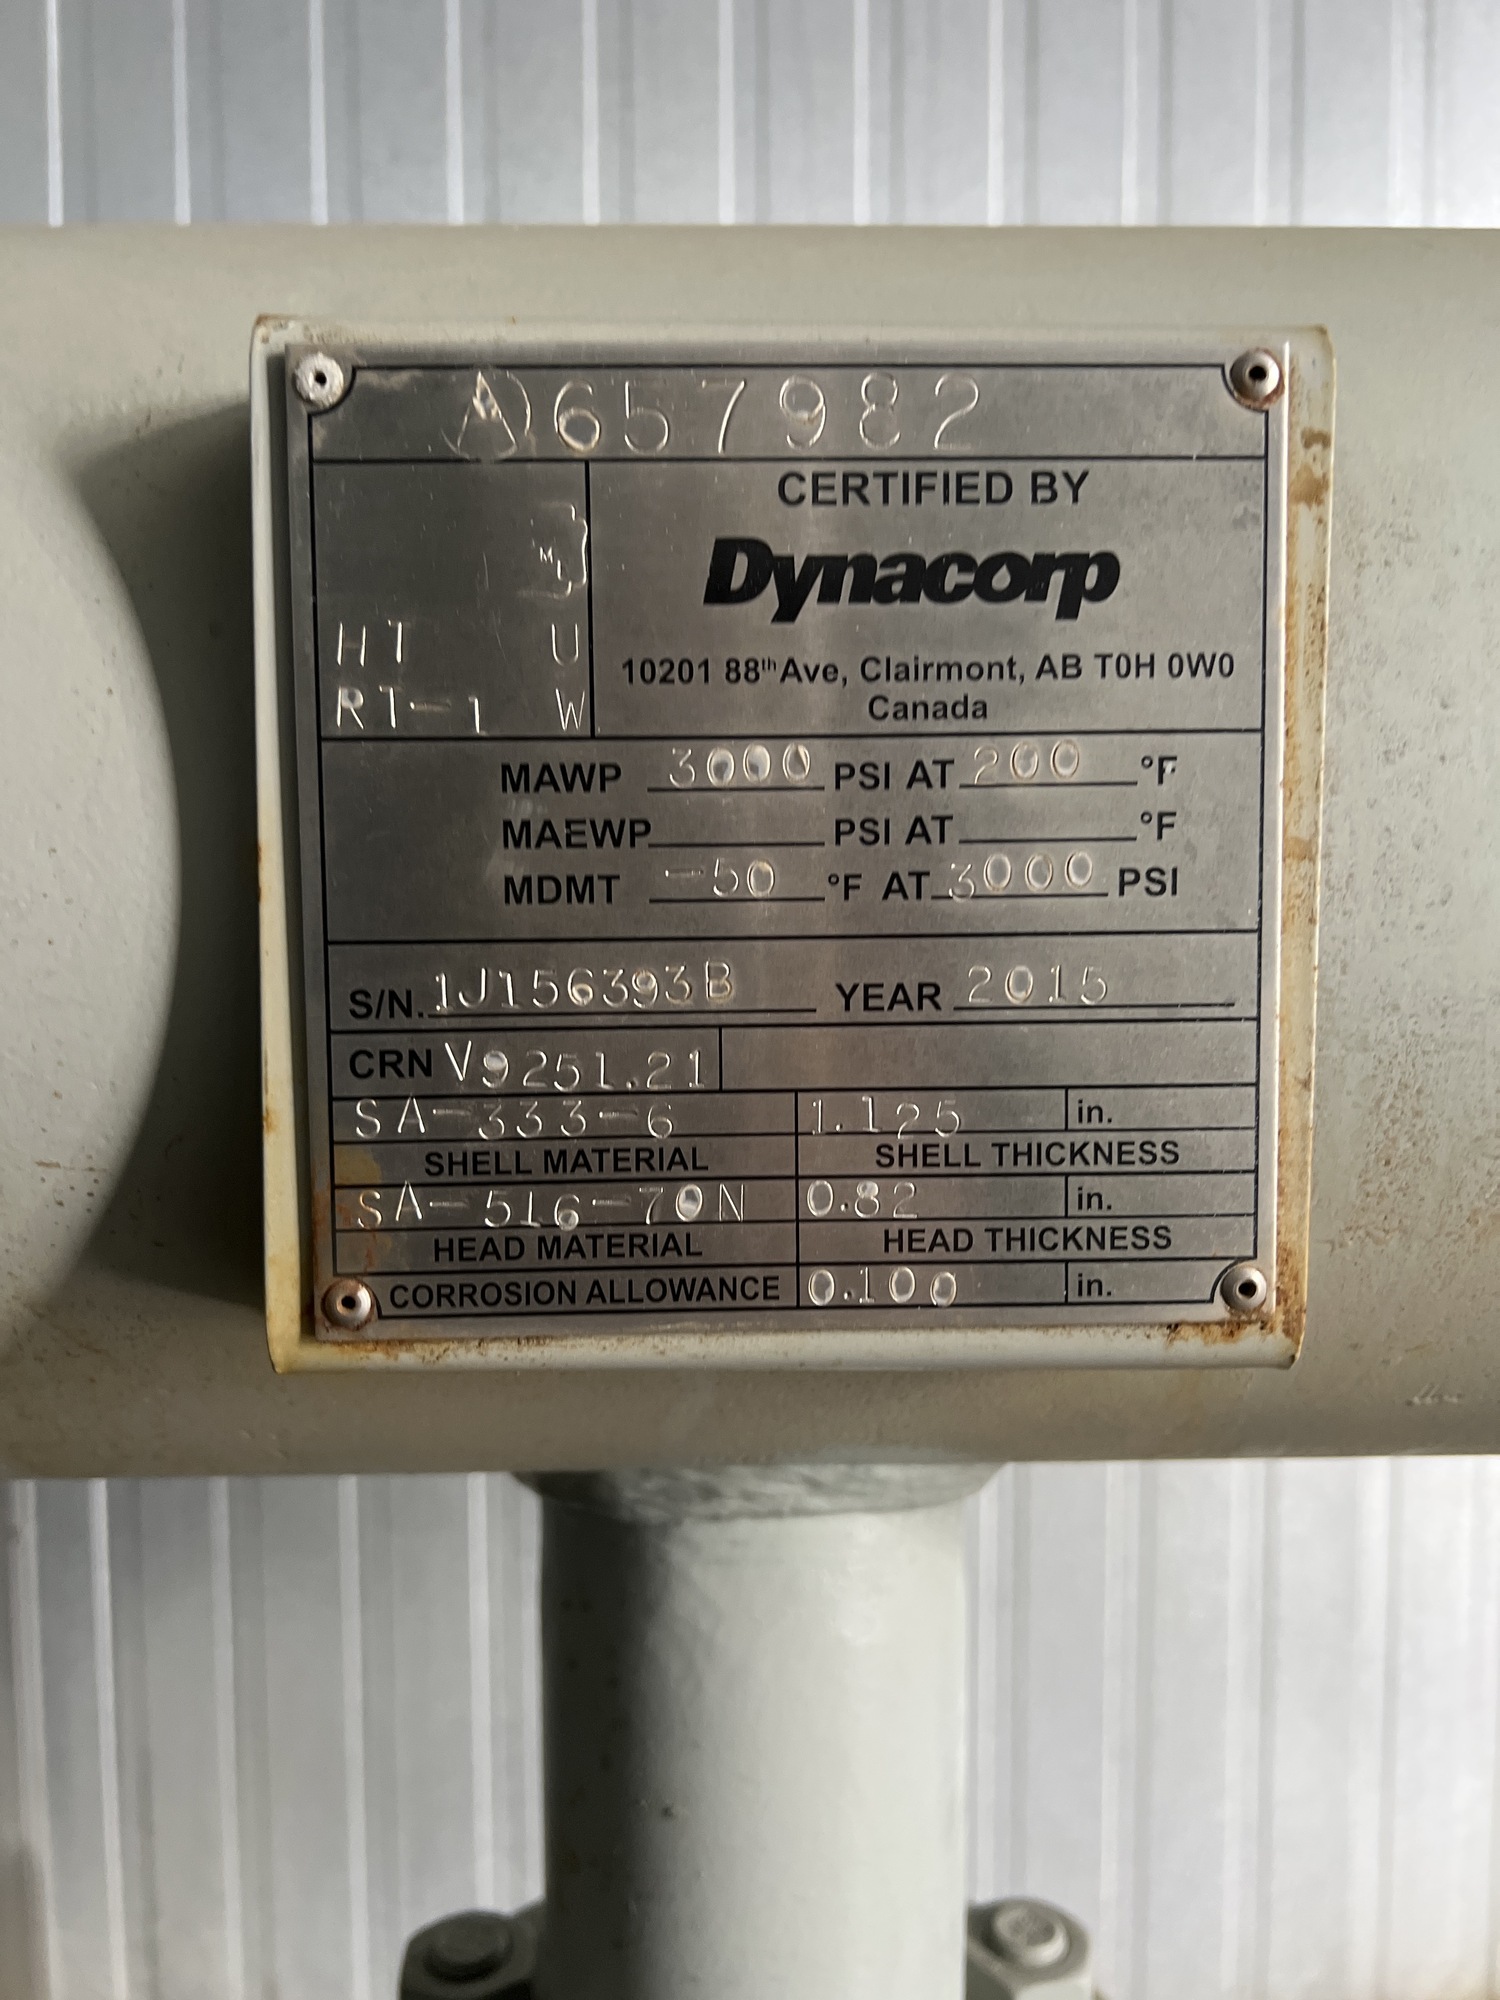 A657982
CERTIFIED BY
Dynacorp
10201 88th Ave, Clairmont, AB T0H 0W0
Canada
HT U
RT-1 W
MAWP 3000 PSI AT 200 °F
MAEWP PSI AT °F
MDMT -50 °F AT 3000 PSI
S/N. 1J156393B YEAR 2015
CRN V9251.21
SA-333-6 1.125 in.
SHELL MATERIAL SHELL THICKNESS
SA-516-70N 0.82 in.
HEAD MATERIAL HEAD THICKNESS
CORROSION ALLOWANCE 0.100 in.